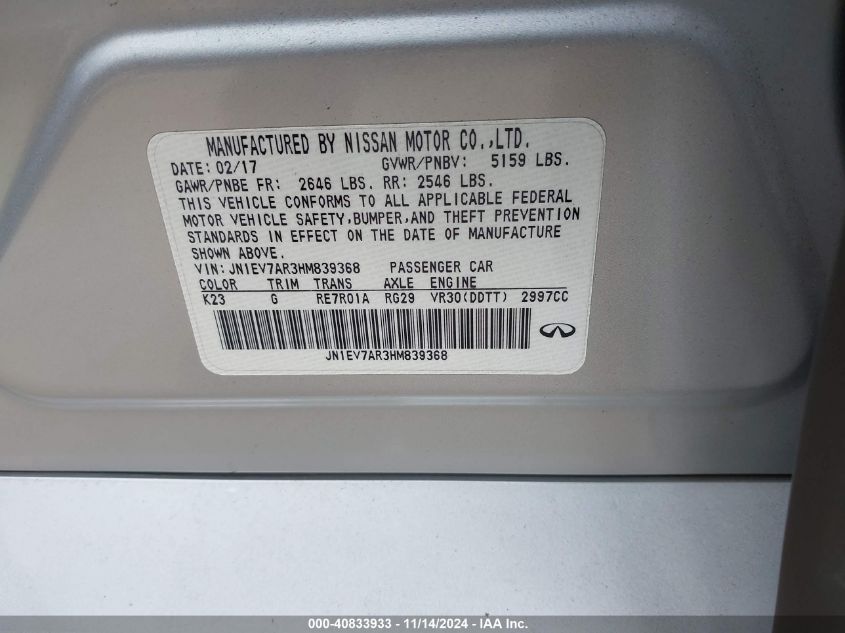 MANUFACTURED BY NISSAN MOTOR CO.,LTD.
DATE: 02/17 GVWR/PNBV: 5159 LBS.
GAWR/PNBE FR: 2646 LBS. RR: 2546 LBS.
THIS VEHICLE CONFORMS TO ALL APPLICABLE FEDERAL
MOTOR VEHICLE SAFETY,BUMPER,AND THEFT PREVENTION
STANDARDS IN EFFECT ON THE DATE OF MANUFACTURE
SHOWN ABOVE.
VIN: JN1EV7AR3HM839368 PASSENGER CAR
COLOR TRIM TRANS AXLE ENGINE
K23 G RE7R01A RG29 VR30(DDTT) 2997CC
JN1EV7AR3HM839368
000-40833933 - 11/14/2024 - IAA Inc.